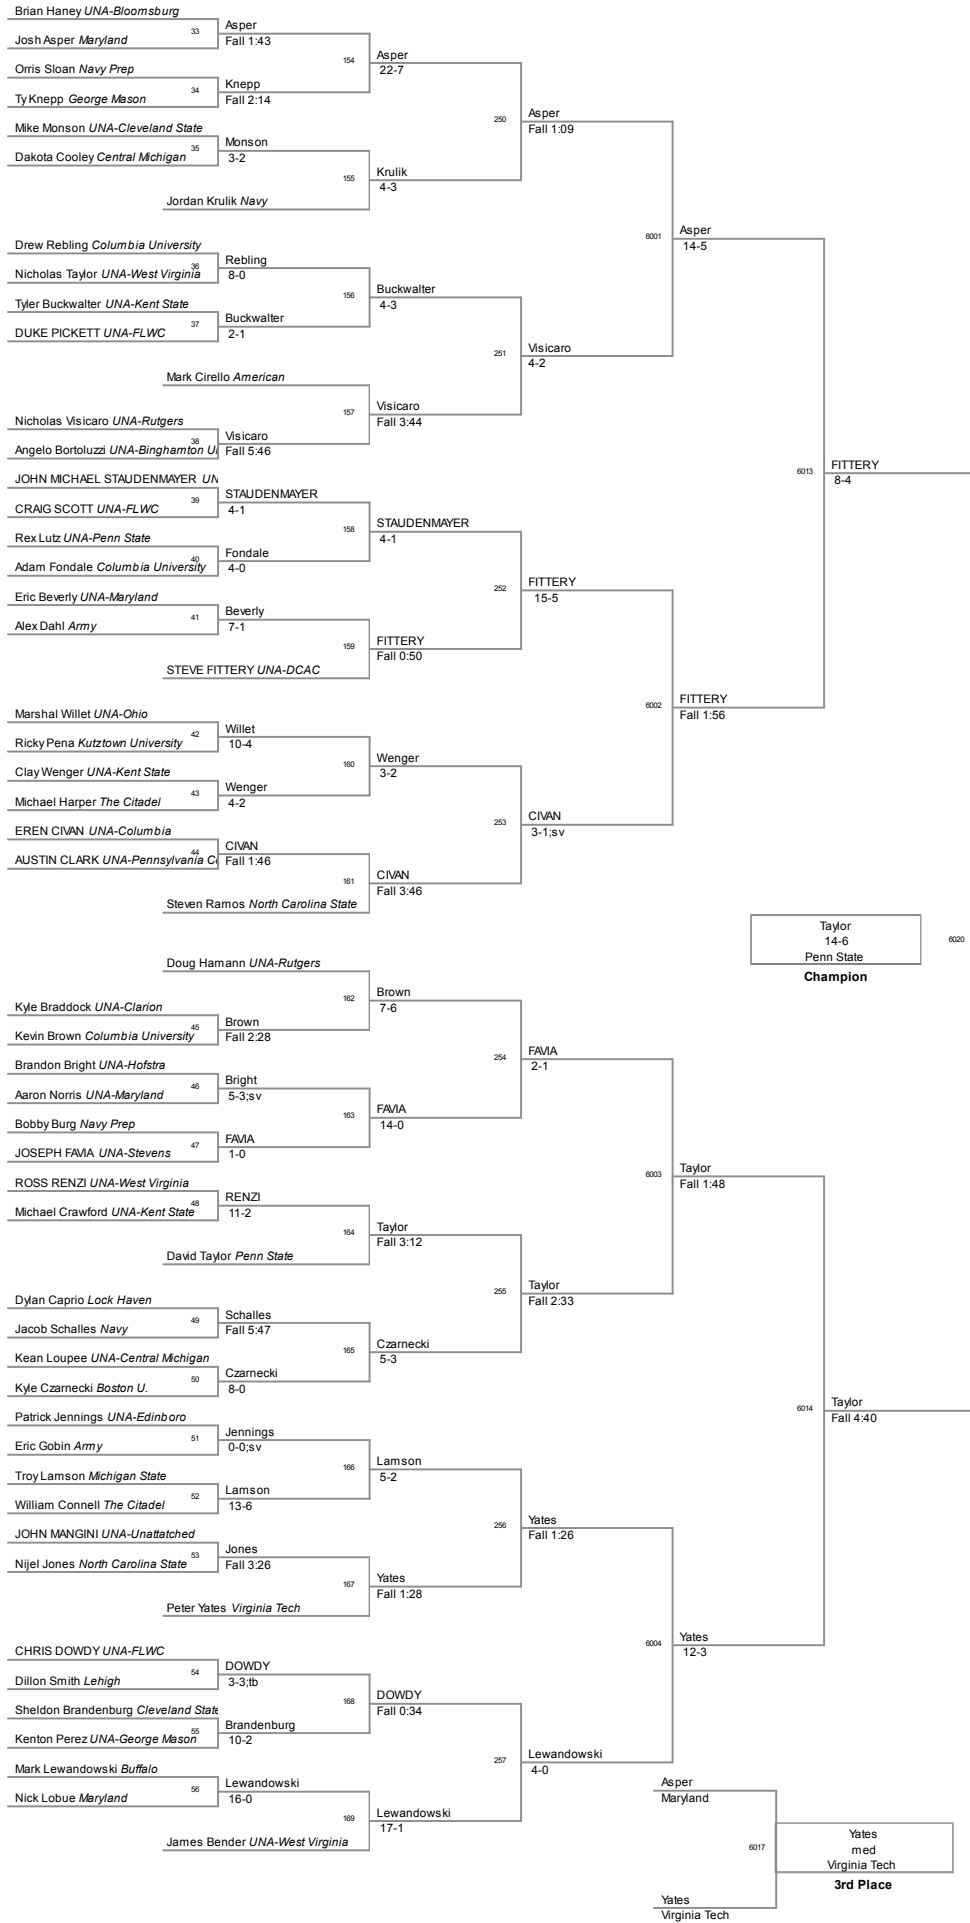 Brian Haney UNA-Bloomsburg
33
Asper
Fall 1:43
Josh Asper Maryland
154
Asper
22-7
Orris Sloan Navy Prep
34
Knepp
Fall 2:14
Ty Knepp George Mason
250
Asper
Fall 1:09
Mike Monson UNA-Cleveland State
35
Monson
3-2
Dakota Cooley Central Michigan
155
Krulik
4-3
Jordan Krulik Navy
6001
Asper
14-5
Drew Rebling Columbia University
36
Rebling
8-0
Nicholas Taylor UNA-West Virginia
156
Buckwalter
4-3
Tyler Buckwalter UNA-Kent State
37
Buckwalter
2-1
DUKE PICKETT UNA-FLWC
251
Visicaro
4-2
Mark Cirello American
157
Visicaro
Fall 3:44
Nicholas Visicaro UNA-Rutgers
38
Visicaro
Fall 5:46
Angelo Bortoluzzi UNA-Binghamton U
6013
FITTERY
8-4
JOHN MICHAEL STAUDENMAYER UN
39
STAUDENMAYER
4-1
CRAIG SCOTT UNA-FLWC
158
STAUDENMAYER
4-1
Rex Lutz UNA-Penn State
40
Fondale
4-0
Adam Fondale Columbia University
252
FITTERY
15-5
Eric Beverly UNA-Maryland
41
Beverly
7-1
Alex Dahl Army
159
FITTERY
Fall 0:50
STEVE FITTERY UNA-DCAC
6002
FITTERY
Fall 1:56
Marshal Willet UNA-Ohio
42
Willet
10-4
Ricky Pena Kutztown University
160
Wenger
3-2
Clay Wenger UNA-Kent State
43
Wenger
4-2
Michael Harper The Citadel
253
CIVAN
3-1;sv
EREN CIVAN UNA-Columbia
44
CIVAN
Fall 1:46
AUSTIN CLARK UNA-Pennsylvania C
161
CIVAN
Fall 3:46
Steven Ramos North Carolina State
Taylor
14-6
Penn State
Champion
6020
Doug Hamann UNA-Rutgers
162
Brown
7-6
Kyle Braddock UNA-Clarion
45
Brown
Fall 2:28
Kevin Brown Columbia University
254
FAVIA
2-1
Brandon Bright UNA-Hofstra
46
Bright
5-3;sv
Aaron Norris UNA-Maryland
163
FAVIA
14-0
Bobby Burg Navy Prep
47
FAVIA
1-0
JOSEPH FAVIA UNA-Stevens
6003
Taylor
Fall 1:48
ROSS RENZI UNA-West Virginia
48
RENZI
11-2
Michael Crawford UNA-Kent State
164
Taylor
Fall 3:12
David Taylor Penn State
255
Taylor
Fall 2:33
Dylan Caprio Lock Haven
49
Schalles
Fall 5:47
Jacob Schalles Navy
165
Czarnecki
5-3
Kean Loupee UNA-Central Michigan
50
Czarnecki
8-0
Kyle Czarnecki Boston U.
6014
Taylor
Fall 4:40
Patrick Jennings UNA-Edinboro
51
Jennings
0-0;sv
Eric Gobin Army
166
Lamson
5-2
Troy Lamson Michigan State
52
Lamson
13-6
William Connell The Citadel
256
Yates
Fall 1:26
JOHN MANGINI UNA-Unattatched
53
Jones
Fall 3:26
Nijel Jones North Carolina State
167
Yates
Fall 1:28
Peter Yates Virginia Tech
6004
Yates
12-3
CHRIS DOWDY UNA-FLWC
54
DOWDY
3-3;tb
Dillon Smith Lehigh
168
DOWDY
Fall 0:34
Sheldon Brandenburg Cleveland State
55
Brandenburg
10-2
Kenton Perez UNA-George Mason
257
Lewandowski
4-0
Mark Lewandowski Buffalo
56
Lewandowski
16-0
Nick Lobue Maryland
169
Lewandowski
17-1
James Bender UNA-West Virginia
Asper
Maryland
6017
Yates
med
Virginia Tech
3rd Place
Yates
Virginia Tech